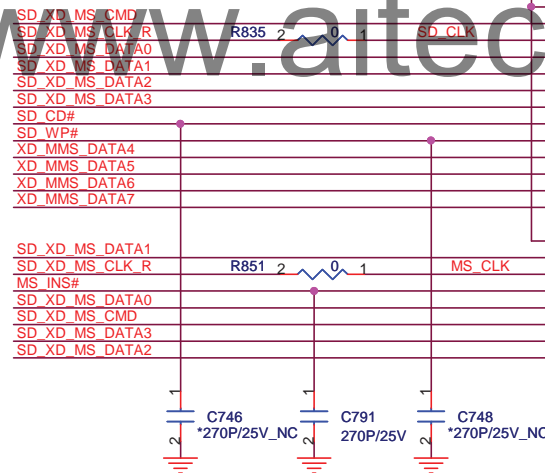 www.aitec
SD_XD_MS_CMD
SD_XD_MS/CLK_R R835 2 0 1 SD_CLK
SD_XD_MS_DATA0
SD_XD_MS_DATA1
SD_XD_MS_DATA2
SD_XD_MS_DATA3
SD_CD#
SD_WP#
XD_MMS_DATA4
XD_MMS_DATA5
XD_MMS_DATA6
XD_MMS_DATA7
SD_XD_MS_DATA1
SD_XD_MS_CLK_R R851 2 0 1 MS_CLK
MS_INS#
SD_XD_MS_DATA0
SD_XD_MS_CMD
SD_XD_MS_DATA3
SD_XD_MS_DATA2
1 1 1
C746 C791 C748
*270P/25V_NC 270P/25V *270P/25V_NC
2 2 2